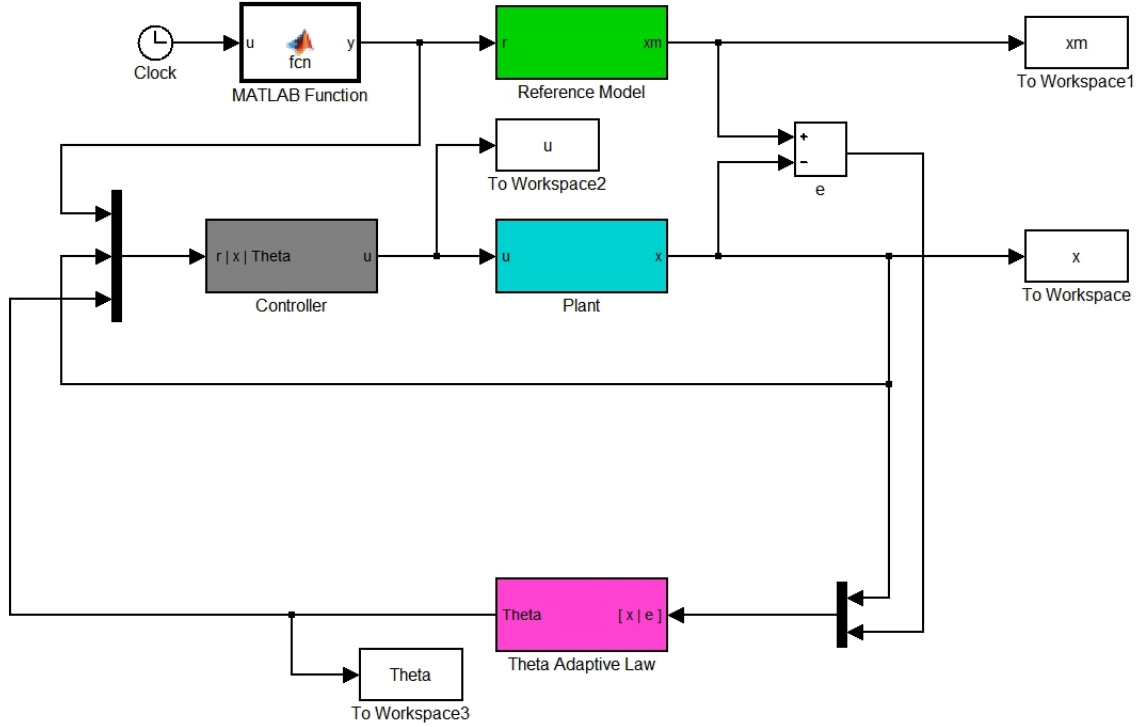 Clock
u
fcn
y
MATLAB Function
r
xm
Reference Model
xm
To Workspace1
u
To Workspace2
+
−
e
r | x | Theta
u
Controller
u
x
Plant
x
To Workspace
Theta
[ x | e ]
Theta Adaptive Law
Theta
To Workspace3